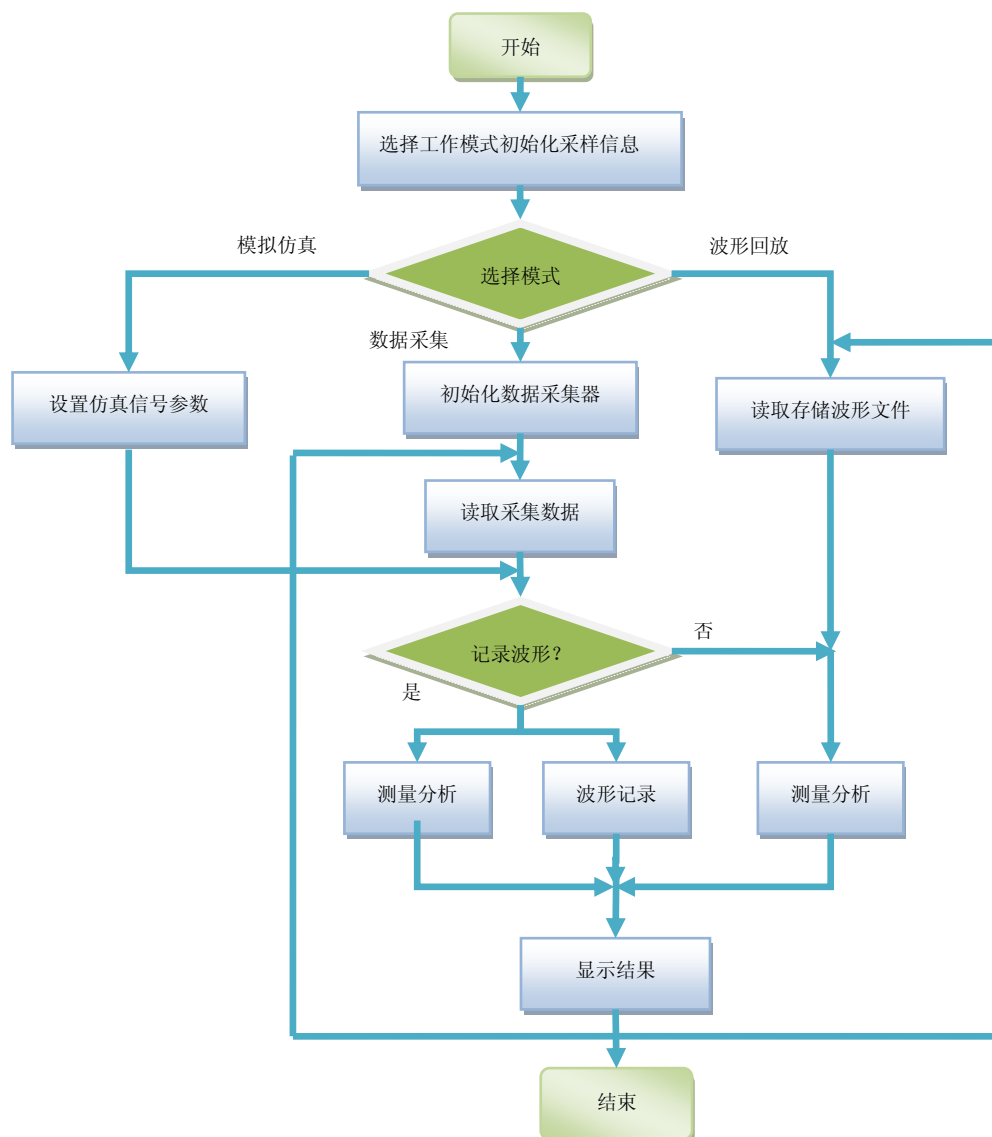 开始
选择工作模式初始化采样信息
模拟仿真
波形回放
选择模式
数据采集
设置仿真信号参数
初始化数据采集器
读取存储波形文件
读取采集数据
否
记录波形？
是
测量分析
波形记录
测量分析
显示结果
结束